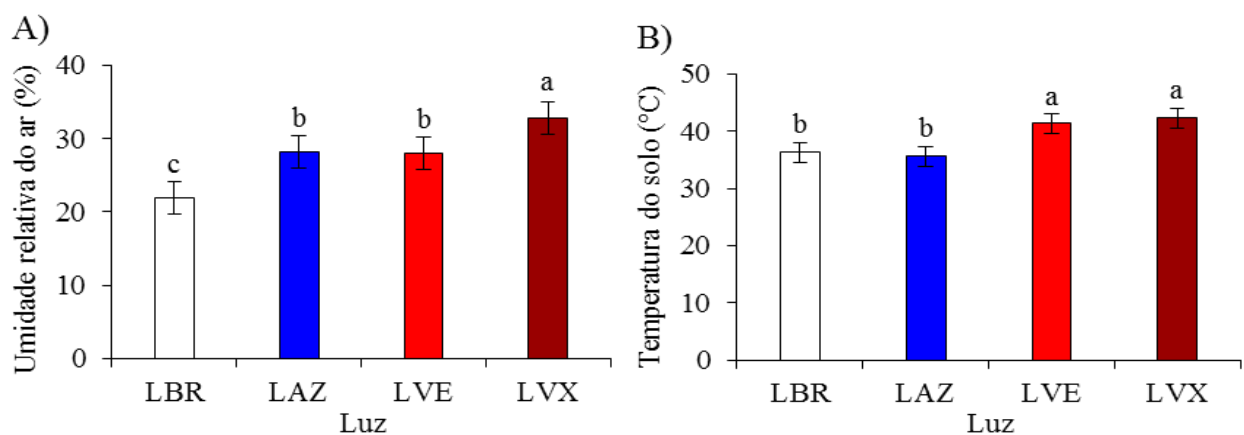 A)
Umidade relativa do ar (%)
40
30
20
10
0
c
b
b
a
LBR LAZ LVE LVX
Luz
B)
Temperatura do solo (°C)
50
40
30
20
10
0
b
b
a
a
LBR LAZ LVE LVX
Luz